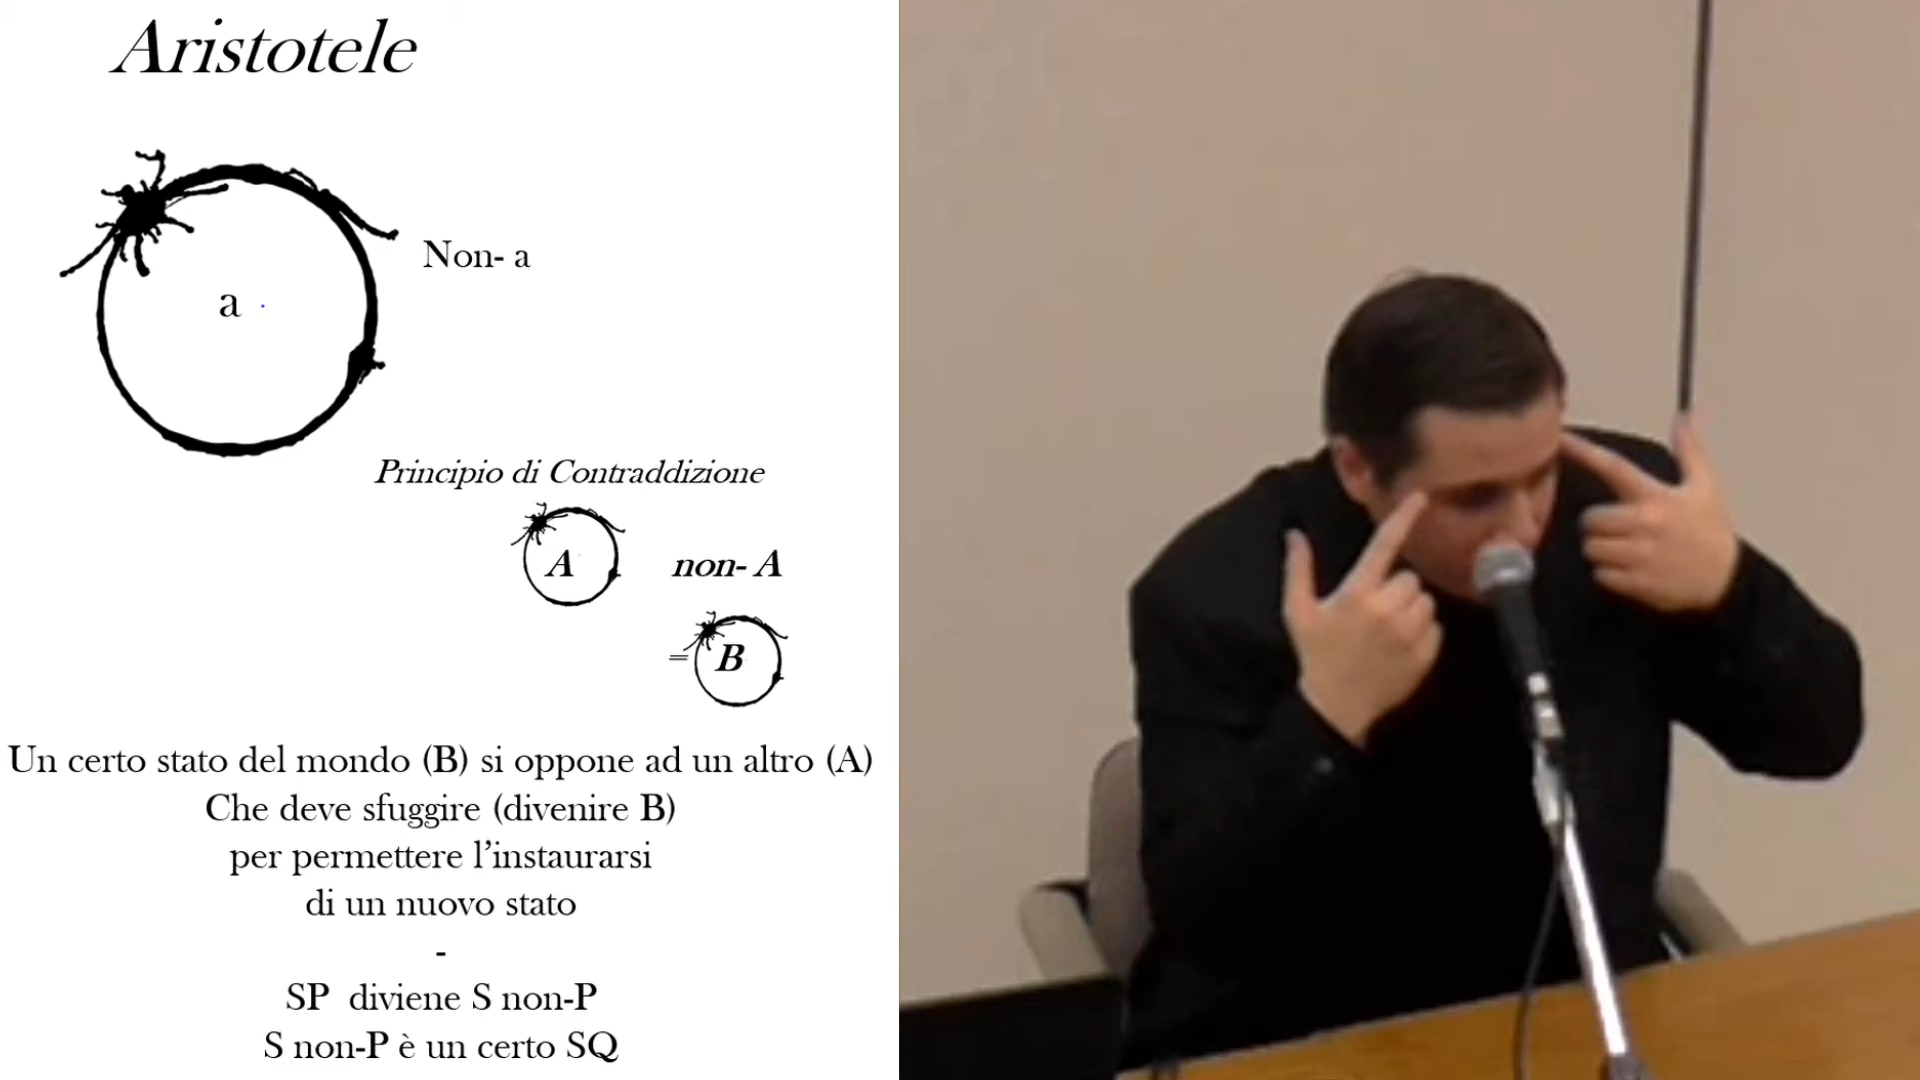 Aristotele
Non- a
a
Principio di Contraddizione
A
non- A
= B
Un certo stato del mondo (B) si oppone ad un altro (A)
Che deve sfuggire (divenire B)
per permettere l’instaurarsi
di un nuovo stato
-
SP diviene S non-P
S non-P è un certo SQ